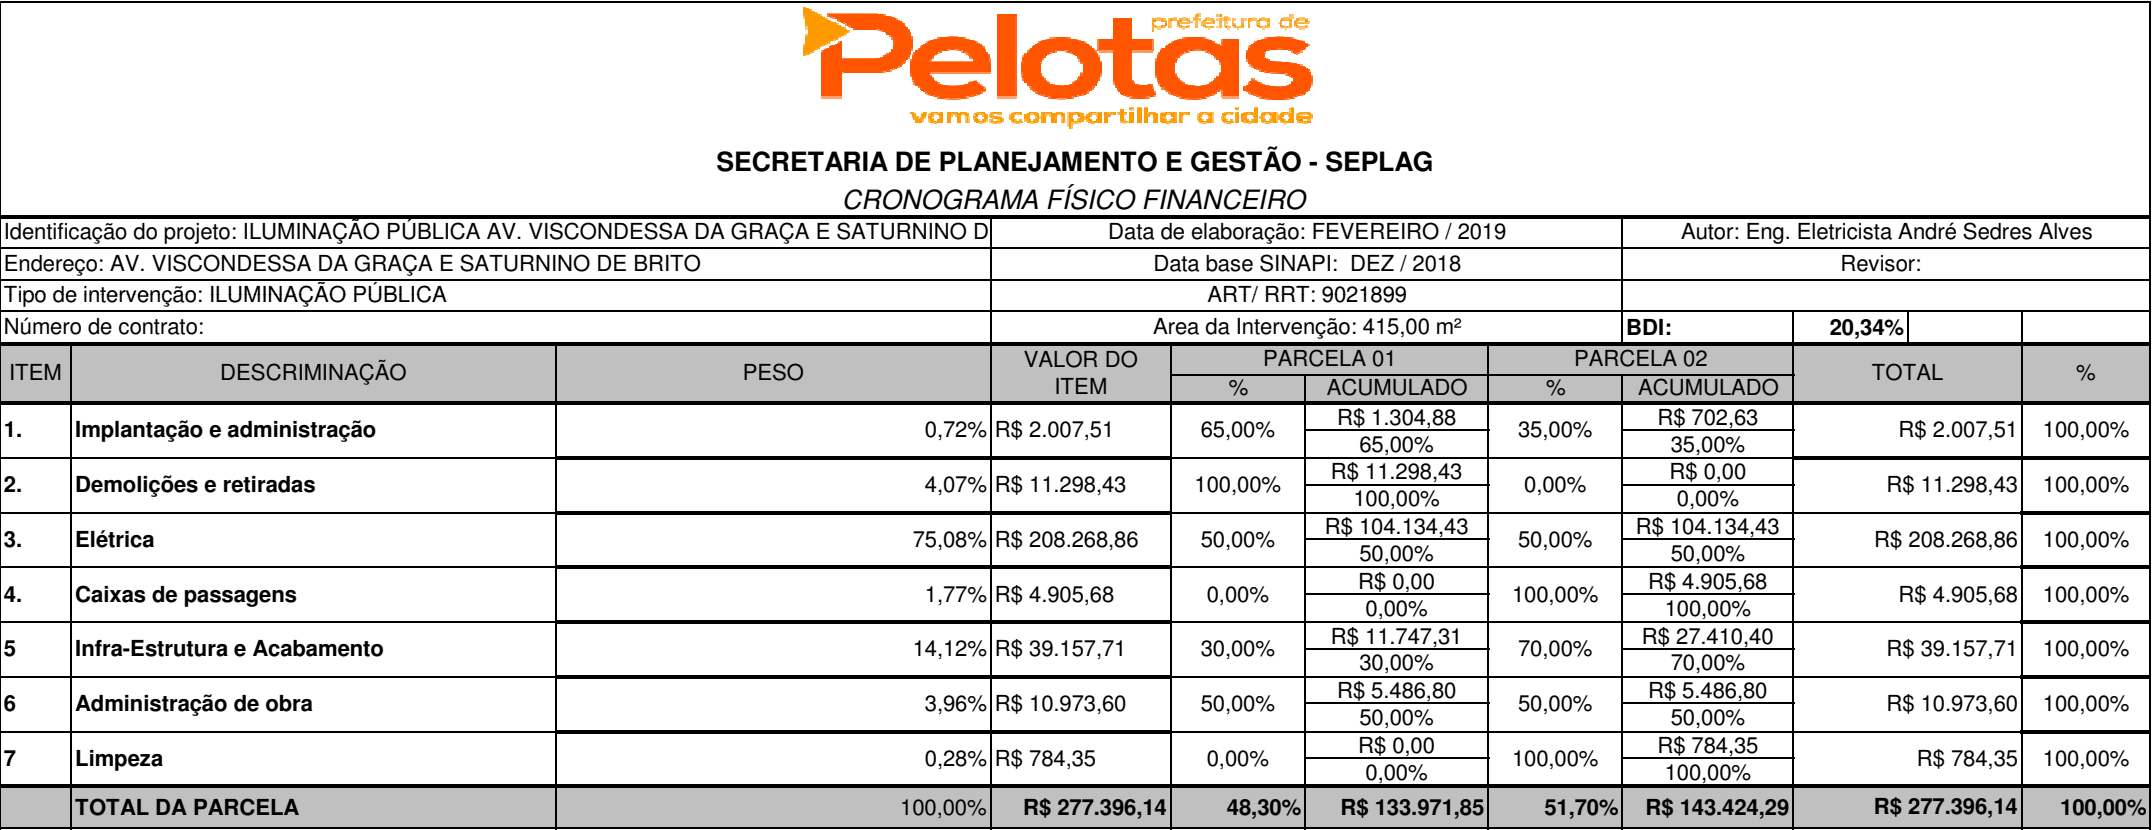 prefeitura de
Pelotas
vamos compartilhar a cidade
SECRETARIA DE PLANEJAMENTO E GESTÃO - SEPLAG
CRONOGRAMA FÍSICO FINANCEIRO
Identificação do projeto: ILUMINAÇÃO PÚBLICA AV. VISCONDESSA DA GRAÇA E SATURNINO D Data de elaboração: FEVEREIRO / 2019 Autor: Eng. Eletricista André Sedres Alves
Endereço: AV. VISCONDESSA DA GRAÇA E SATURNINO DE BRITO Data base SINAPI: DEZ / 2018 Revisor:
Tipo de intervenção: ILUMINAÇÃO PÚBLICA ART/ RRT: 9021899
Número de contrato: Area da Intervenção: 415,00 m² BDI: 20,34%
ITEM DESCRIMINAÇÃO PESO VALOR DO ITEM PARCELA 01 PARCELA 02 TOTAL %
% ACUMULADO % ACUMULADO
1. Implantação e administração 0,72% R$ 2.007,51 65,00% R$ 1.304,88 35,00% R$ 702,63 R$ 2.007,51 100,00%
65,00% 35,00%
2. Demolições e retiradas 4,07% R$ 11.298,43 100,00% R$ 11.298,43 0,00% R$ 0,00 R$ 11.298,43 100,00%
100,00% 0,00%
3. Elétrica 75,08% R$ 208.268,86 50,00% R$ 104.134,43 50,00% R$ 104.134,43 R$ 208.268,86 100,00%
50,00% 50,00%
4. Caixas de passagens 1,77% R$ 4.905,68 0,00% R$ 0,00 100,00% R$ 4.905,68 R$ 4.905,68 100,00%
0,00% 100,00%
5 Infra-Estrutura e Acabamento 14,12% R$ 39.157,71 30,00% R$ 11.747,31 70,00% R$ 27.410,40 R$ 39.157,71 100,00%
30,00% 70,00%
6 Administração de obra 3,96% R$ 10.973,60 50,00% R$ 5.486,80 50,00% R$ 5.486,80 R$ 10.973,60 100,00%
50,00% 50,00%
7 Limpeza 0,28% R$ 784,35 0,00% R$ 0,00 100,00% R$ 784,35 R$ 784,35 100,00%
0,00% 100,00%
TOTAL DA PARCELA 100,00% R$ 277.396,14 48,30% R$ 133.971,85 51,70% R$ 143.424,29 R$ 277.396,14 100,00%